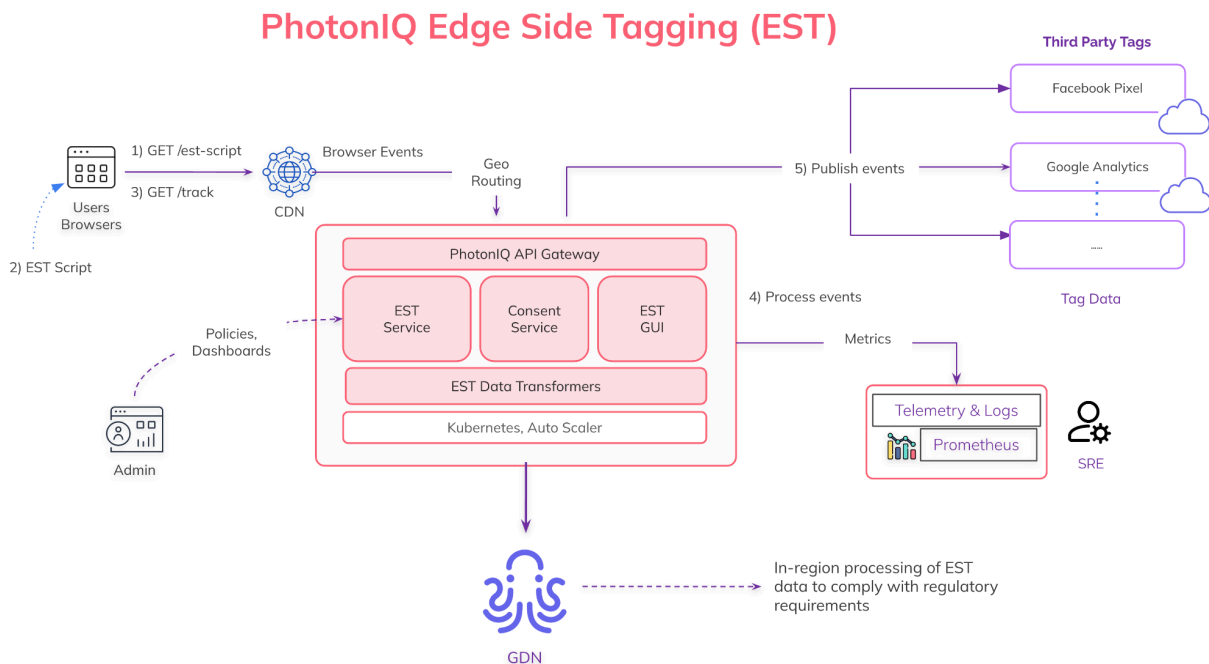 PhotonIQ Edge Side Tagging (EST)
Third Party Tags
Facebook Pixel
1) GET /est-script
Browser Events
Geo
Routing
5) Publish events
Google Analytics
3) GET /track
Users
Browsers
CDN
2) EST Script
......
PhotonIQ API Gateway
EST
Service
Consent
Service
EST
GUI
4) Process events
Tag Data
Policies,
Dashboards
Metrics
EST Data Transformers
Kubernetes, Auto Scaler
Telemetry & Logs
Prometheus
SRE
Admin
In-region processing of EST
data to comply with regulatory
requirements
GDN